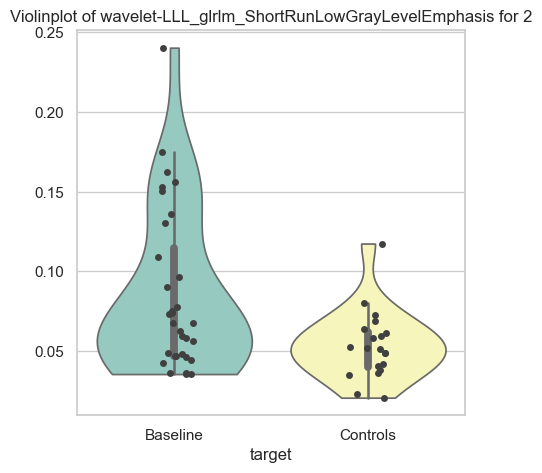 Violinplot of wavelet-LLL_glrlm_ShortRunLowGrayLevelEmphasis for 2
0.25
0.20
0.15
0.10
0.05
Baseline Controls
target